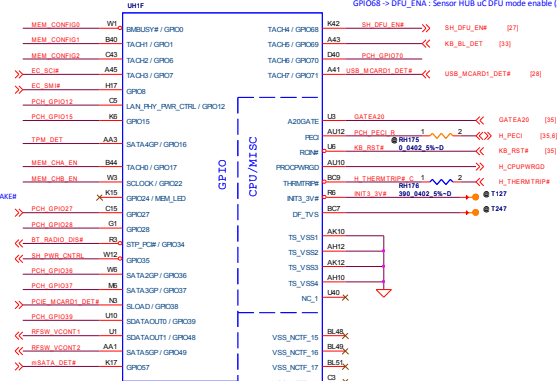 GPIO68 -> DFU_ENA : Sensor HUB uC DFU mode enable (
UH1F
MEM_CONFIG0 W1 BMBUSY# / GPIO0 TACH4 / GPIO68 K42 SH_DFU_EN# SH_DFU_EN# [27]
MEM_CONFIG1 B40 TACH1 / GPIO1 TACH5 / GPIO69 A43 KB_BL_DET [33]
MEM_CONFIG2 C43 TACH2 / GPIO6 TACH6 / GPIO70 D40 PCH_GPIO70
EC_SCI# A45 TACH3 / GPIO7 TACH7 / GPIO71 A41 USB_MCARD1_DET# USB_MCARD1_DET# [28]
EC_SMI# H17 GPIO8
PCH_GPIO12 C5 LAN_PHY_PWR_CTRL / GPIO12
PCH_GPIO15 K6 GPIO15 A20GATE U3 GATEA20 GATEA20 [35]
PECI AU12 PCH_PECI_R 1 2 H_PECI [35,6]
@ RH175
TPM_DET AA3 SATA4GP / GPIO16 RCIN# U6 KB_RST# 0_0402_5%~D KB_RST# [35]
MEM_CHA_EN B44 TACH0 / GPIO17 PROCPWRGD AU10 H_CPUPWRGD
MEM_CHB_EN W3 SCLOCK / GPIO22 THRMTRIP# BC9 H_THERMTRIP#_C 1 2 H_THERMTRIP#
RH176
AKE# K15 GPIO24 / MEM_LED INIT3_3V# R6 INIT3_3V# 390_0402_5%~D @ T127
PCH_GPIO27 C15 GPIO27 DF_TVS BC7 @ T247
PCH_GPIO28 G1 GPIO28
BT_RADIO_DIS# R3 STP_PCI# / GPIO34 TS_VSS1 AK10
SH_PWR_CNTRL W12 GPIO35 TS_VSS2 AH12
PCH_GPIO36 W6 SATA2GP / GPIO36 TS_VSS3 AK12
PCH_GPIO37 M6 SATA3GP / GPIO37 TS_VSS4 AH10
PCIE_MCARD1_DET# N3 SLOAD / GPIO38 NC_1 U40
PCH_GPIO39 U10 SDATAOUT0 / GPIO39
RFSW_VCONT1 U1 SDATAOUT1 / GPIO48 VSS_NCTF_15 BL48
RFSW_VCONT2 AA1 SATA5GP / GPIO49 VSS_NCTF_16 BL49
mSATA_DET# K17 GPIO57 VSS_NCTF_17 BL51
C3
GPIO
CPU/MISC